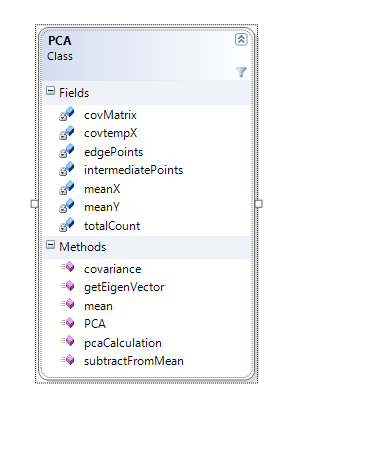 PCA
Class
Fields
covMatrix
covtempX
edgePoints
intermediatePoints
meanX
meanY
totalCount
Methods
covariance
getEigenVector
mean
PCA
pcaCalculation
subtractFromMean